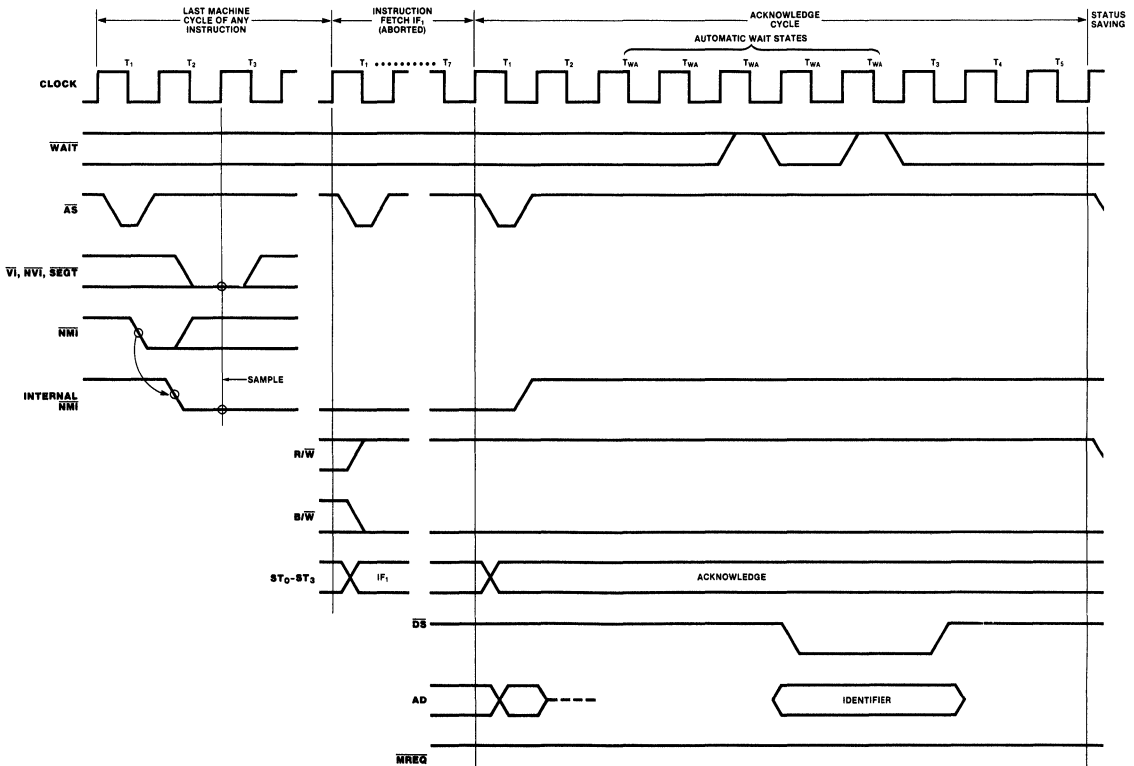 LAST MACHINE
CYCLE OF ANY
INSTRUCTION
INSTRUCTION
FETCH IF₁
(ABORTED)
ACKNOWLEDGE
CYCLE
STATUS
SAVING
AUTOMATIC WAIT STATES
T₁ T₂ T₃ T₁ T₇ T₁ T₂ TWA TWA TWA TWA TWA T₃ T₄ T₅
CLOCK
WAIT
AS
VI, NVI, SEGT
NMI
SAMPLE
INTERNAL
NMI
R/W
B/W
ST₀-ST₃
IF₁
ACKNOWLEDGE
DS
AD
IDENTIFIER
MREQ